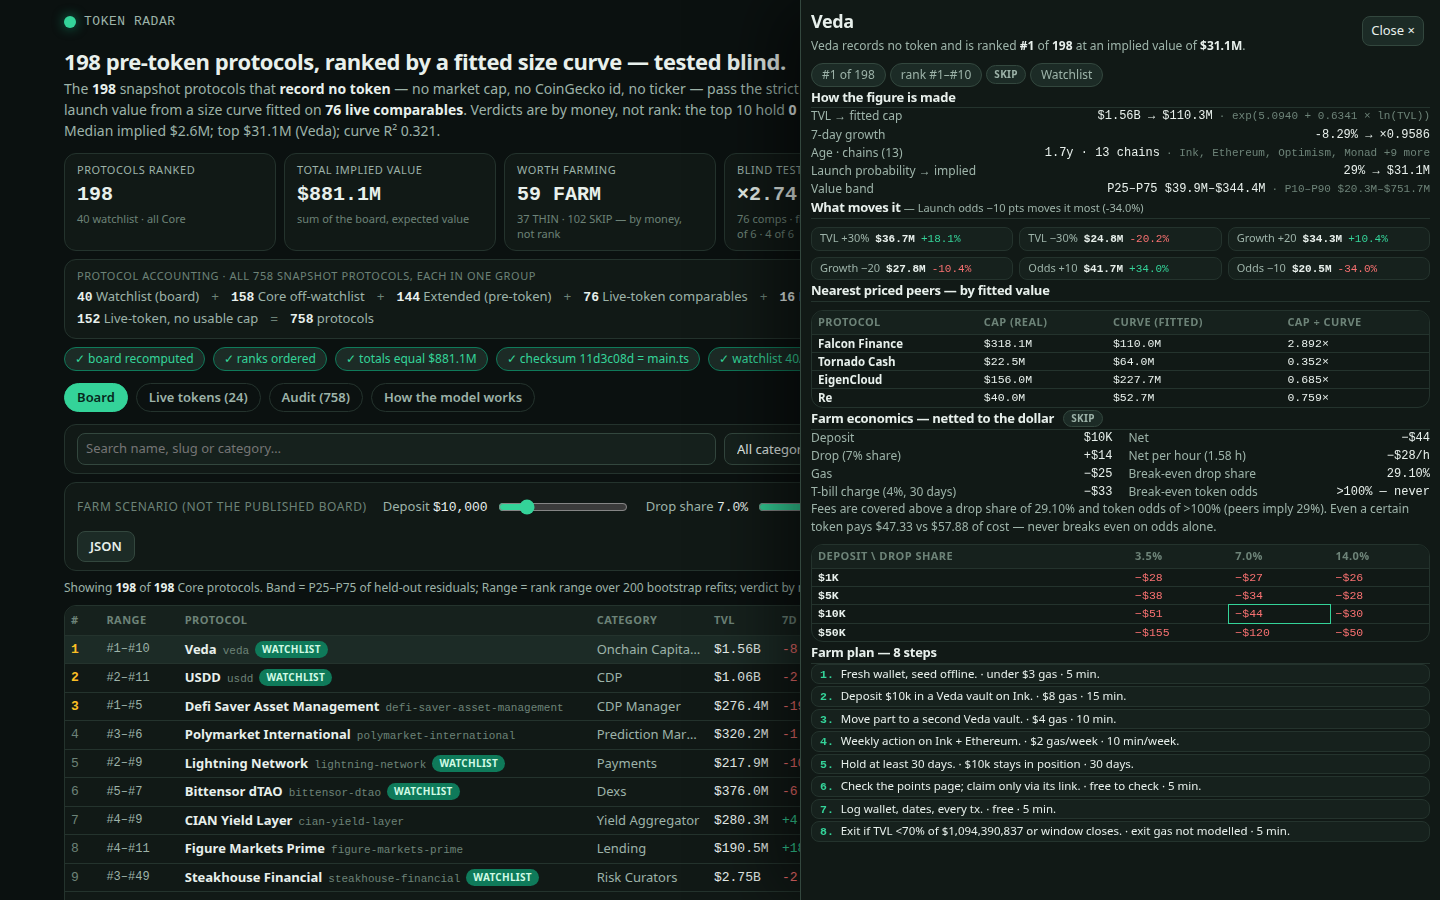 TOKEN RADAR
198 pre-token protocols, ranked by a fitted size curve — tested blind.
The 198 snapshot protocols that record no token — no market cap, no CoinGecko id, no ticker — pass the strict
launch value from a size curve fitted on 76 live comparables. Verdicts are by money, not rank: the top 10 hold 0
Median implied $2.6M; top $31.1M (Veda); curve R² 0.321.
PROTOCOLS RANKED
198
40 watchlist · all Core
TOTAL IMPLIED VALUE
$881.1M
sum of the board, expected value
WORTH FARMING
59 FARM
37 THIN · 102 SKIP — by money,
not rank
BLIND TEST
×2.74
76 comps · f
of 6 · 4 of 6
PROTOCOL ACCOUNTING · ALL 758 SNAPSHOT PROTOCOLS, EACH IN ONE GROUP
40 Watchlist (board) + 158 Core off-watchlist + 144 Extended (pre-token) + 76 Live-token comparables + 16
152 Live-token, no usable cap = 758 protocols
✓ board recomputed ✓ ranks ordered ✓ totals equal $881.1M ✓ checksum 11d3c08d = main.ts ✓ watchlist 40
Board Live tokens (24) Audit (758) How the model works
Search name, slug or category... All categor
FARM SCENARIO (NOT THE PUBLISHED BOARD) Deposit $10,000 Drop share 7.0%
JSON
Showing 198 of 198 Core protocols. Band = P25–P75 of held-out residuals; Range = rank range over 200 bootstrap refits; verdict by
# RANGE PROTOCOL CATEGORY TVL 7D
1 #1–#10 Veda veda WATCHLIST Onchain Capita... $1.56B -8
2 #2–#11 USDD usdd WATCHLIST CDP $1.06B -2
3 #1–#5 Defi Saver Asset Management defi-saver-asset-management CDP Manager $276.4M -19
4 #3–#6 Polymarket International polymarket-international Prediction Mar... $320.2M -1
5 #2–#9 Lightning Network lightning-network WATCHLIST Payments $217.9M -10
6 #5–#7 Bittensor dTAO bittensor-dtao WATCHLIST Dexs $376.0M -6
7 #4–#9 CIAN Yield Layer cian-yield-layer Yield Aggregator $280.3M +4
8 #4–#11 Figure Markets Prime figure-markets-prime Lending $190.5M +18
9 #3–#49 Steakhouse Financial steakhouse-financial WATCHLIST Risk Curators $2.75B -2
Veda
Close ×
Veda records no token and is ranked #1 of 198 at an implied value of $31.1M.
#1 of 198 rank #1–#10 SKIP Watchlist
How the figure is made
TVL → fitted cap $1.56B → $110.3M · exp(5.0940 + 0.6341 × ln(TVL))
7-day growth -8.29% → ×0.9586
Age · chains (13) 1.7y · 13 chains · Ink, Ethereum, Optimism, Monad +9 more
Launch probability → implied 29% → $31.1M
Value band P25–P75 $39.9M–$344.4M · P10–P90 $20.3M–$751.7M
What moves it — Launch odds −10 pts moves it most (-34.0%)
TVL +30% $36.7M +18.1% TVL −30% $24.8M -20.2% Growth +20 $34.3M +10.4%
Growth −20 $27.8M -10.4% Odds +10 $41.7M +34.0% Odds −10 $20.5M -34.0%
Nearest priced peers — by fitted value
PROTOCOL CAP (REAL) CURVE (FITTED) CAP ÷ CURVE
Falcon Finance $318.1M $110.0M 2.892×
Tornado Cash $22.5M $64.0M 0.352×
EigenCloud $156.0M $227.7M 0.685×
Re $40.0M $52.7M 0.759×
Farm economics — netted to the dollar SKIP
Deposit $10K Net −$44
Drop (7% share) +$14 Net per hour (1.58 h) −$28/h
Gas −$25 Break-even drop share 29.10%
T-bill charge (4%, 30 days) −$33 Break-even token odds >100% — never
Fees are covered above a drop share of 29.10% and token odds of >100% (peers imply 29%). Even a certain
token pays $47.33 vs $57.88 of cost — never breaks even on odds alone.
DEPOSIT \ DROP SHARE 3.5% 7.0% 14.0%
$1K −$28 −$27 −$26
$5K −$38 −$34 −$28
$10K −$51 −$44 −$30
$50K −$155 −$120 −$50
Farm plan — 8 steps
1. Fresh wallet, seed offline. · under $3 gas · 5 min.
2. Deposit $10k in a Veda vault on Ink. · $8 gas · 15 min.
3. Move part to a second Veda vault. · $4 gas · 10 min.
4. Weekly action on Ink + Ethereum. · $2 gas/week · 10 min/week.
5. Hold at least 30 days. · $10k stays in position · 30 days.
6. Check the points page; claim only via its link. · free to check · 5 min.
7. Log wallet, dates, every tx. · free · 5 min.
8. Exit if TVL <70% of $1,094,390,837 or window closes. · exit gas not modelled · 5 min.